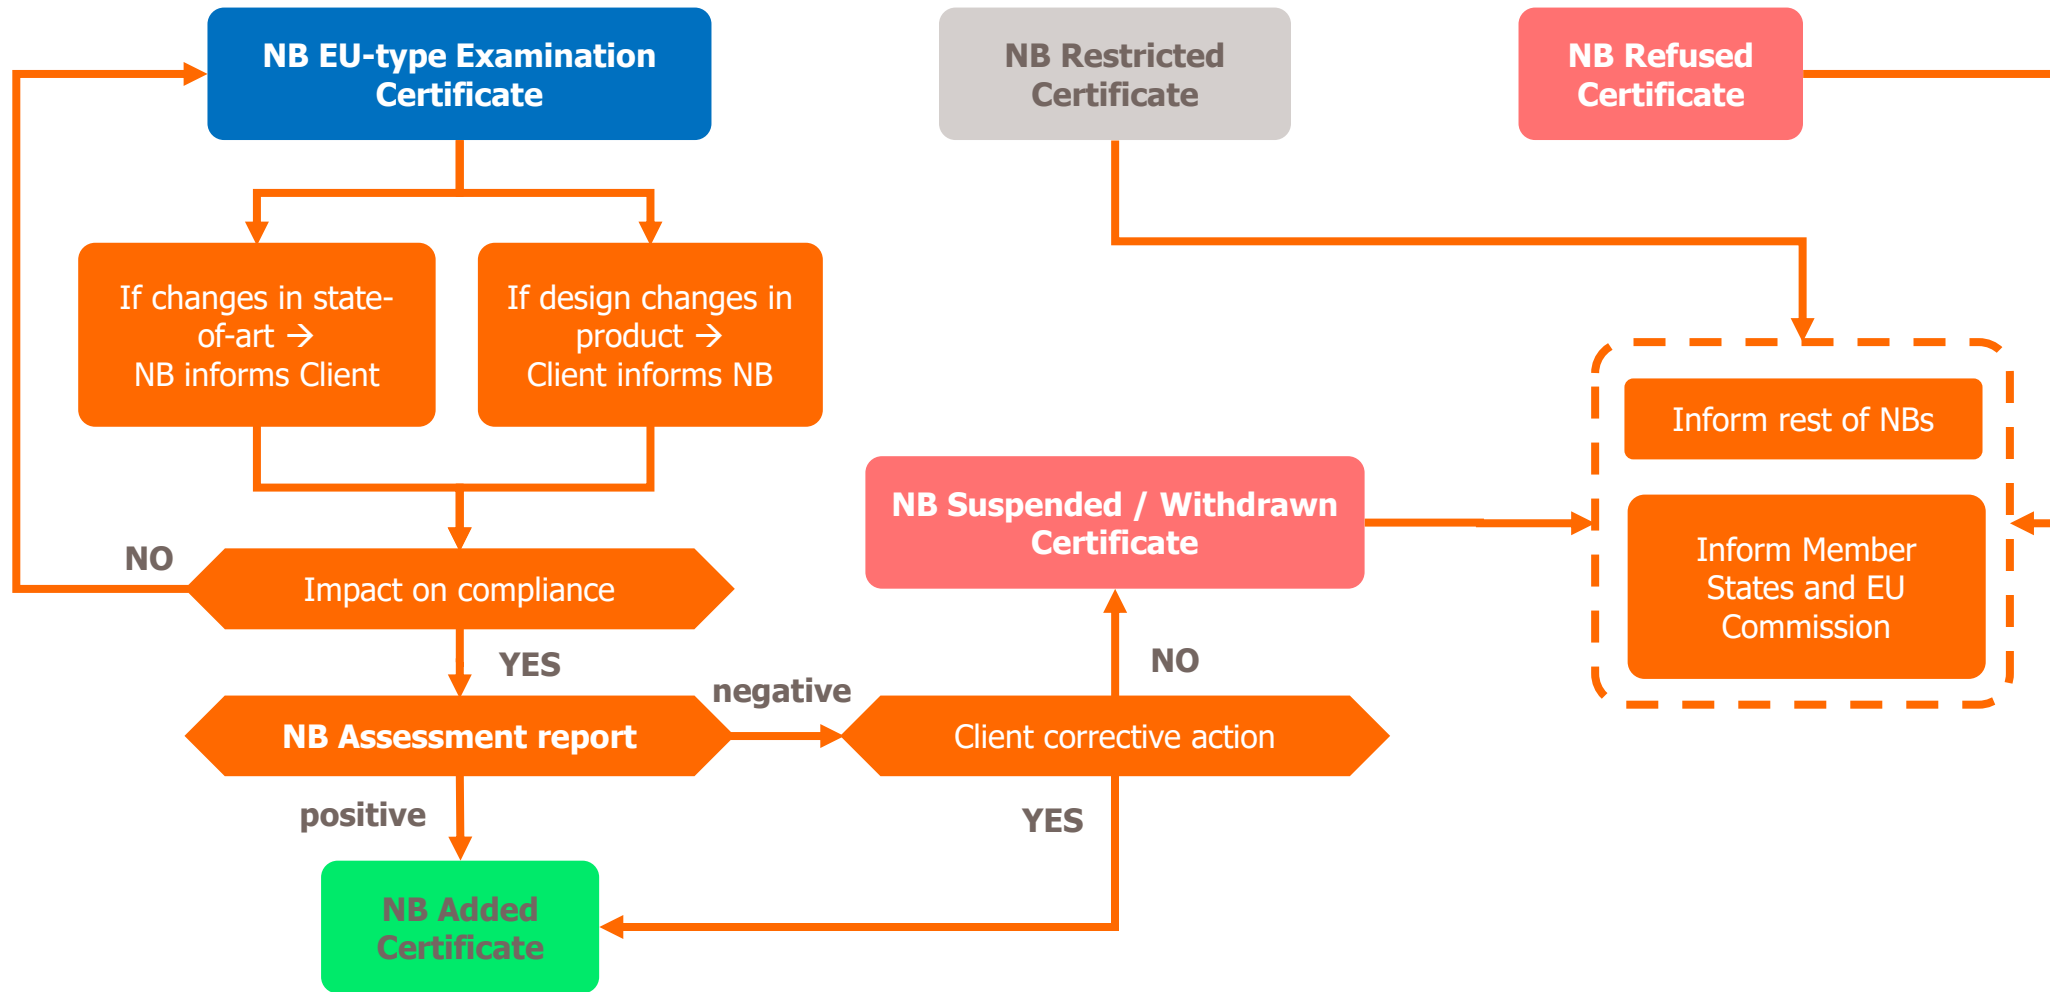 NB EU-type Examination
Certificate
NB Restricted
Certificate
NB Refused
Certificate
If changes in state-
of-art →
NB informs Client
If design changes in
product →
Client informs NB
Inform rest of NBs
NB Suspended / Withdrawn
Certificate
Inform Member
States and EU
Commission
NO
Impact on compliance
YES
NO
negative
NB Assessment report
Client corrective action
positive
YES
NB Added
Certificate